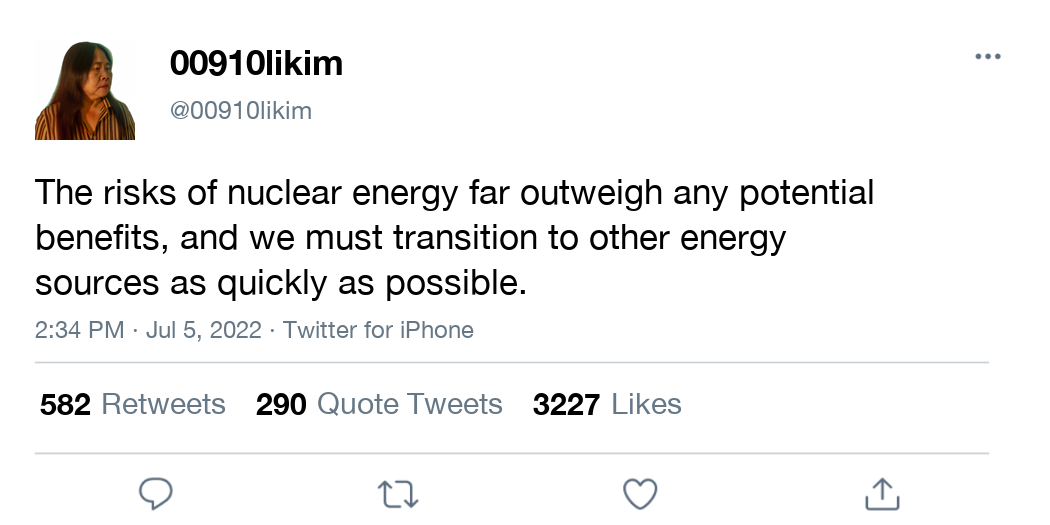 00910likim
@00910likim
The risks of nuclear energy far outweigh any potential
benefits, and we must transition to other energy
sources as quickly as possible.
2:34 PM · Jul 5, 2022 · Twitter for iPhone
582 Retweets 290 Quote Tweets 3227 Likes